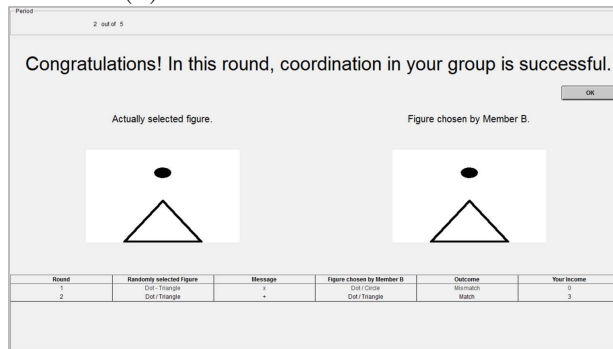 Period
2 out of 5
Congratulations! In this round, coordination in your group is successful.
OK
Actually selected figure. Figure chosen by Member B.
Round Randomly selected Figure Message Figure chosen by Member B Outcome Your Income
1 Dot - Triangle x Dot / Circle Mismatch 0
2 Dot / Triangle + Dot / Triangle Match 3